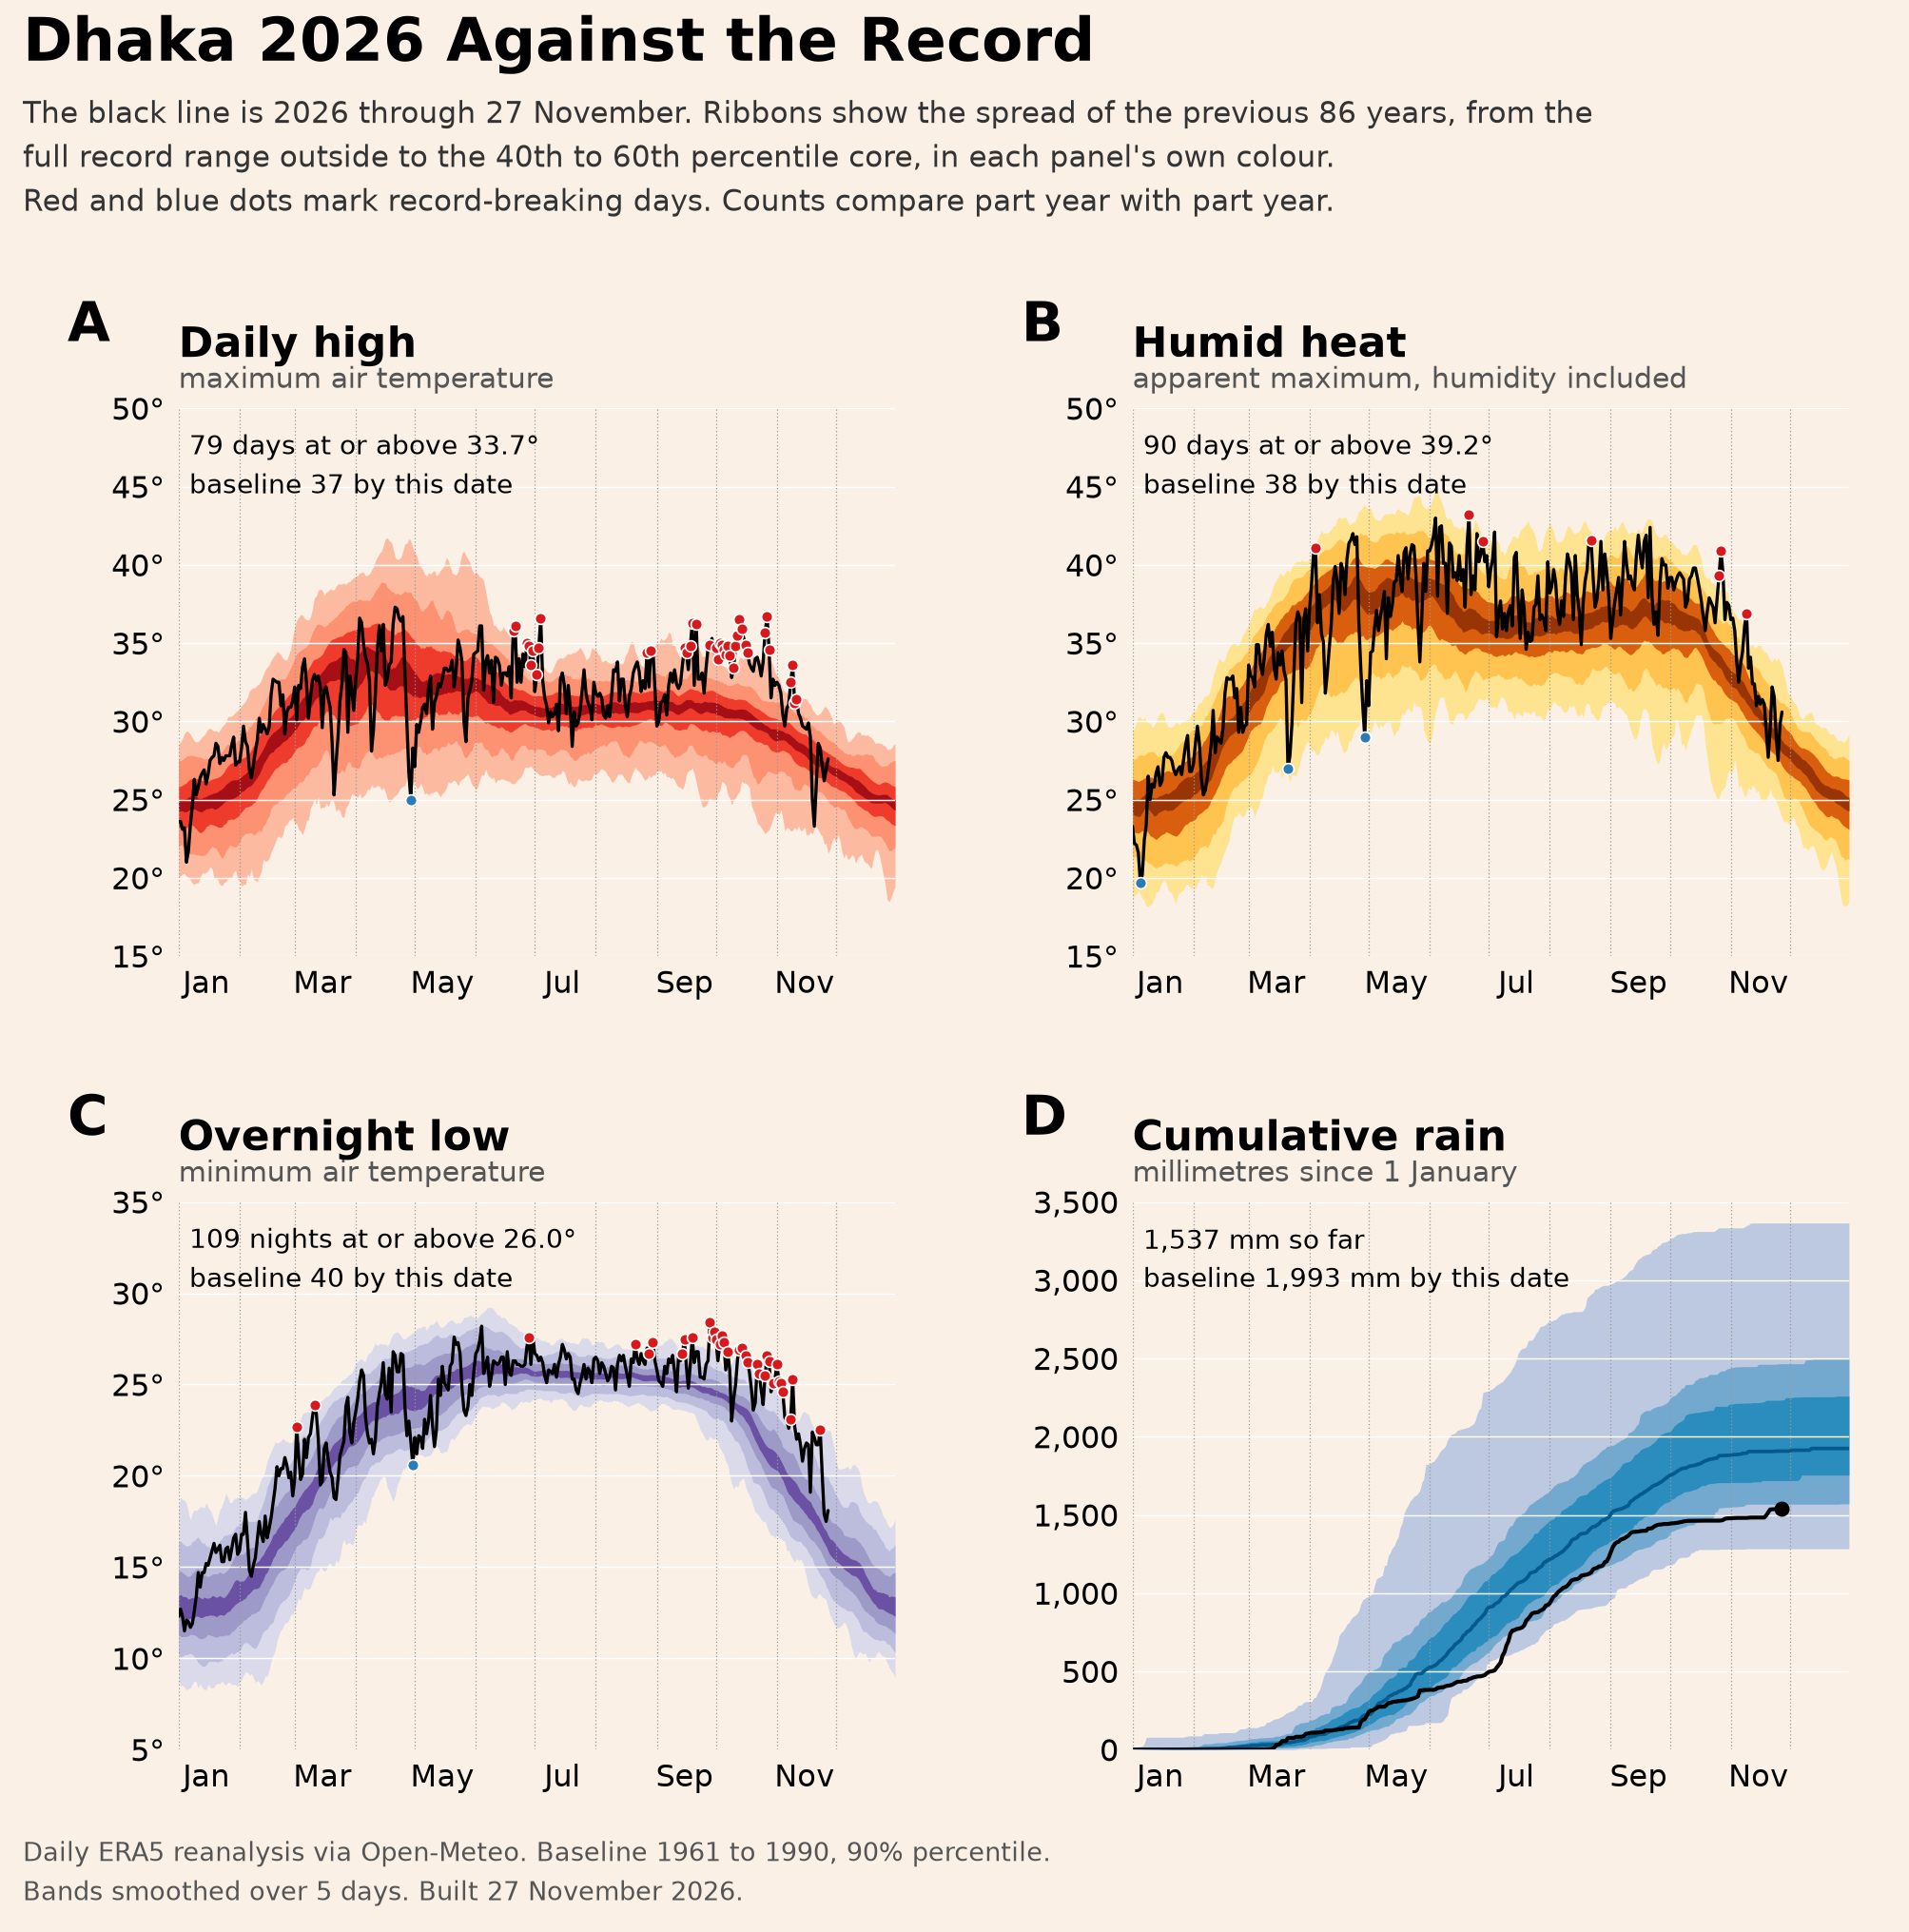 Dhaka 2026 Against the Record
The black line is 2026 through 27 November. Ribbons show the spread of the previous 86 years, from the
full record range outside to the 40th to 60th percentile core, in each panel's own colour.
Red and blue dots mark record-breaking days. Counts compare part year with part year.
A
Daily high
maximum air temperature
50°
45°
40°
35°
30°
25°
20°
15°
79 days at or above 33.7°
baseline 37 by this date
Jan Mar May Jul Sep Nov
B
Humid heat
apparent maximum, humidity included
50°
45°
40°
35°
30°
25°
20°
15°
90 days at or above 39.2°
baseline 38 by this date
Jan Mar May Jul Sep Nov
C
Overnight low
minimum air temperature
35°
30°
25°
20°
15°
10°
5°
109 nights at or above 26.0°
baseline 40 by this date
Jan Mar May Jul Sep Nov
D
Cumulative rain
millimetres since 1 January
3,500
3,000
2,500
2,000
1,500
1,000
500
0
1,537 mm so far
baseline 1,993 mm by this date
Jan Mar May Jul Sep Nov
Daily ERA5 reanalysis via Open-Meteo. Baseline 1961 to 1990, 90% percentile.
Bands smoothed over 5 days. Built 27 November 2026.